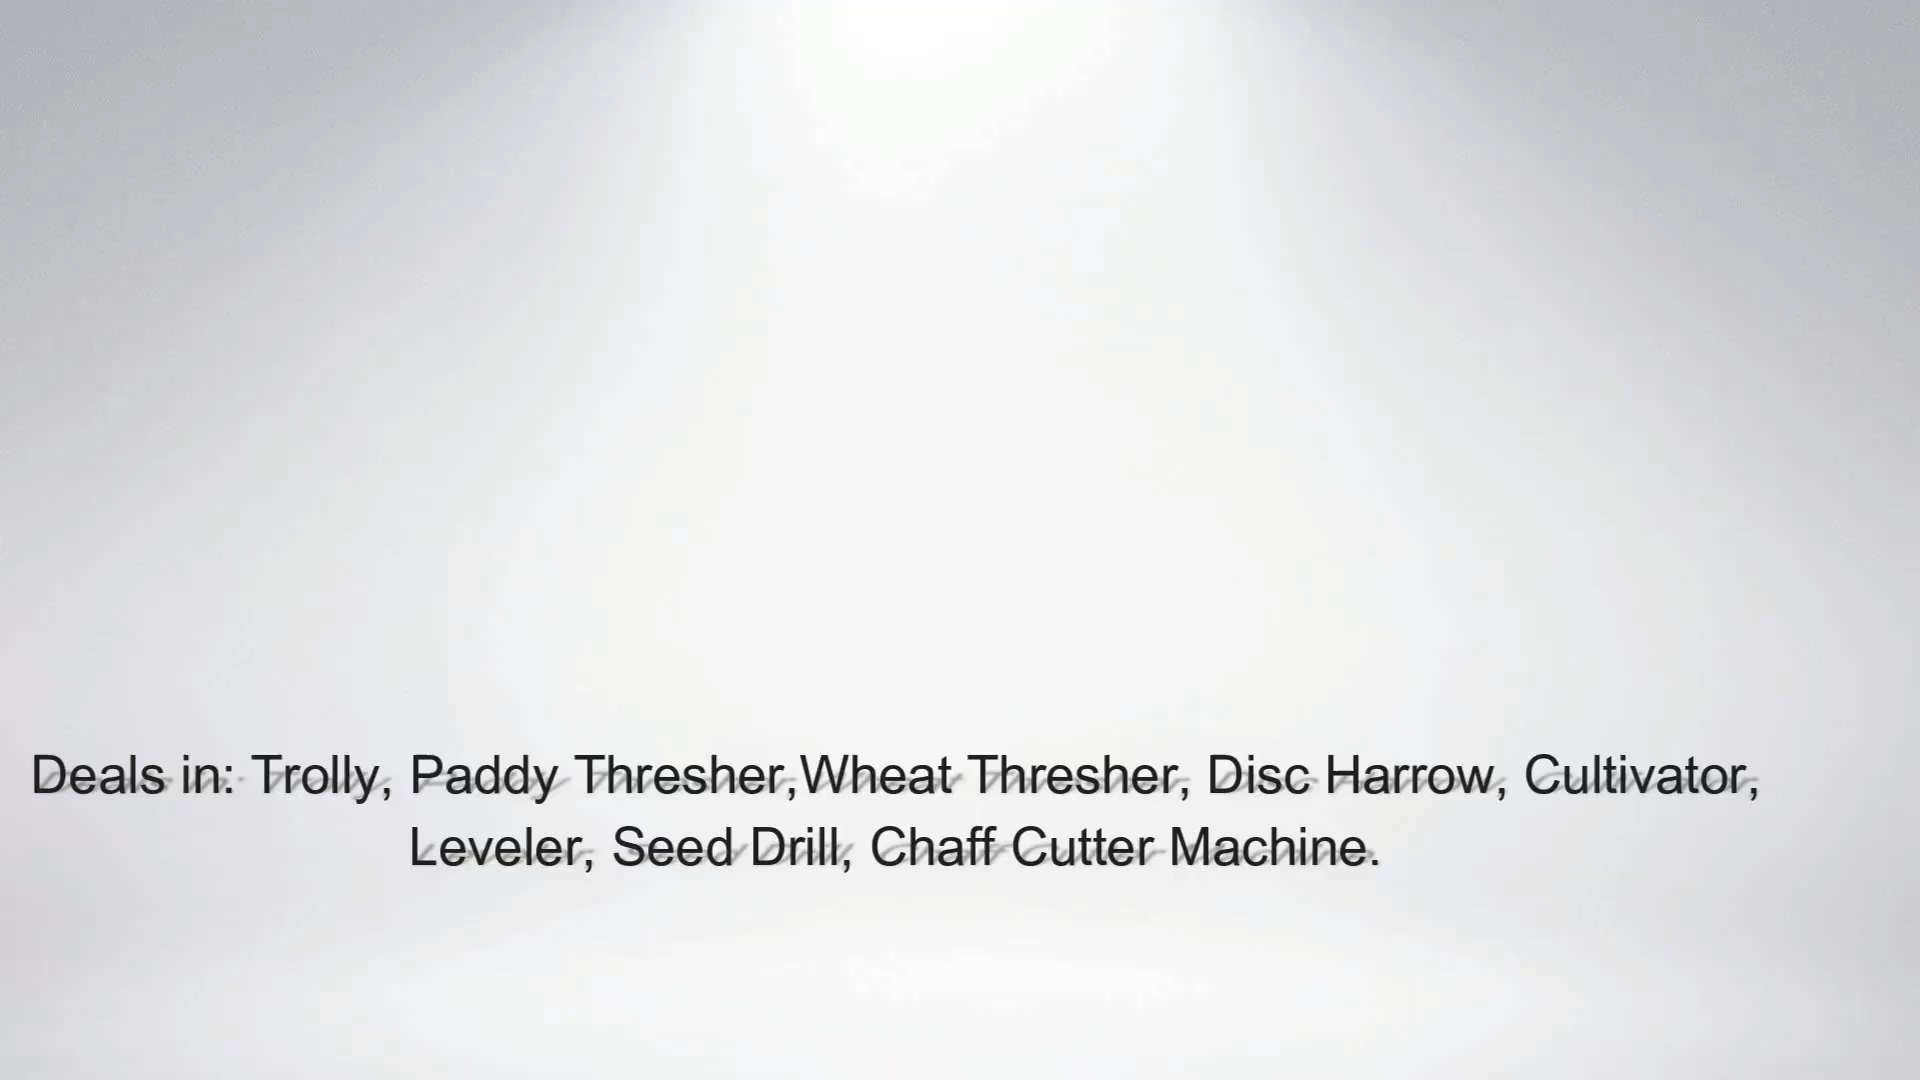 Deals in: Trolly, Paddy Thresher,Wheat Thresher, Disc Harrow, Cultivator,
Leveler, Seed Drill, Chaff Cutter Machine.